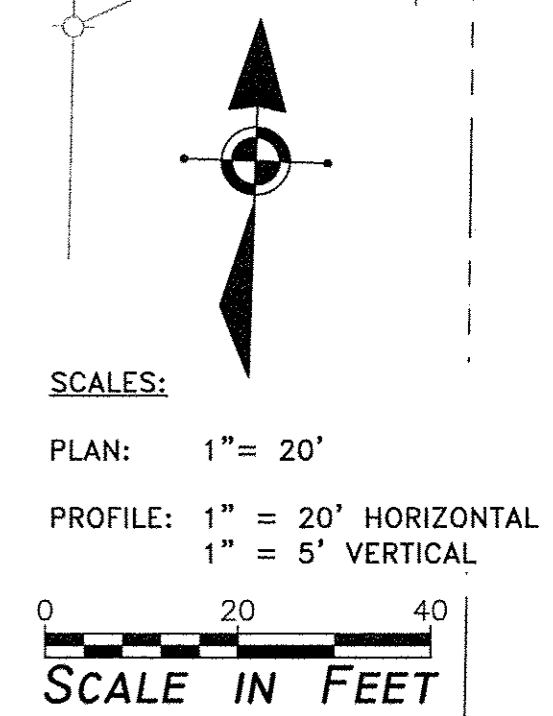 SCALES:
PLAN: 1"= 20'
PROFILE: 1" = 20' HORIZONTAL
1" = 5' VERTICAL
0 20 40
SCALE IN FEET